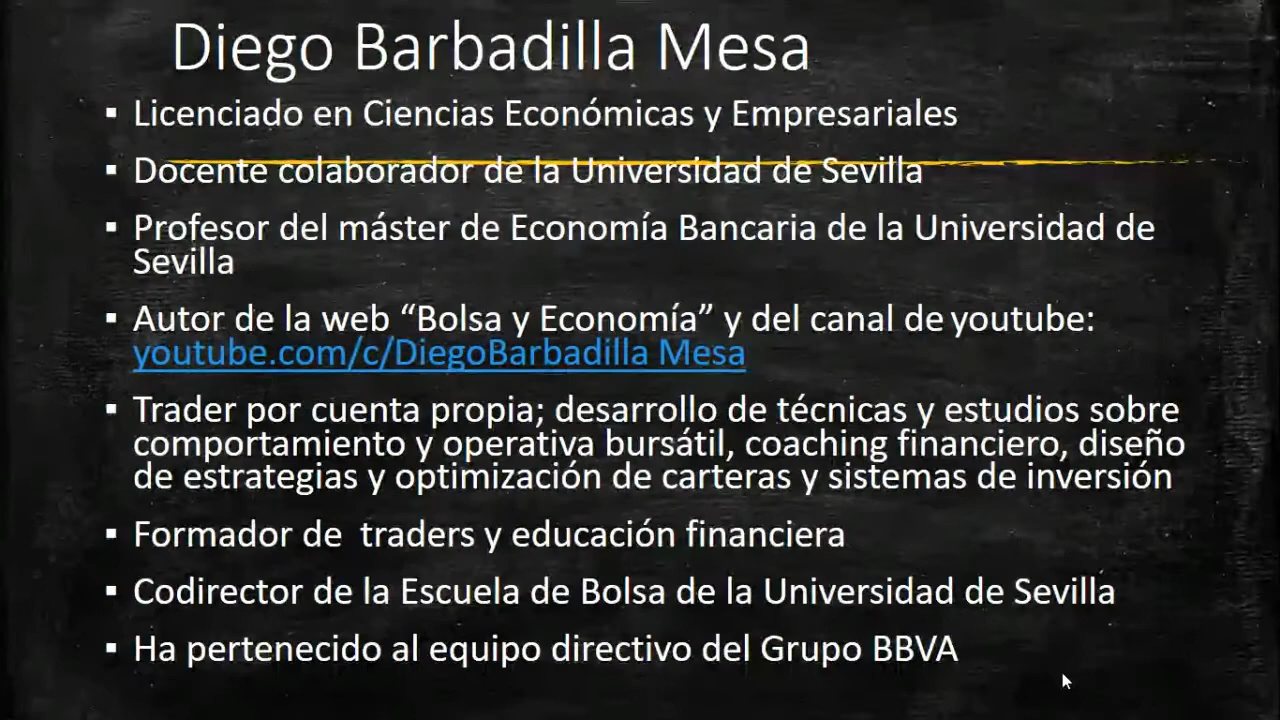 Diego Barbadilla Mesa
▪ Licenciado en Ciencias Económicas y Empresariales
▪ Docente colaborador de la Universidad de Sevilla
▪ Profesor del máster de Economía Bancaria de la Universidad de
Sevilla
▪ Autor de la web “Bolsa y Economía” y del canal de youtube:
youtube.com/c/DiegoBarbadilla Mesa
▪ Trader por cuenta propia; desarrollo de técnicas y estudios sobre
comportamiento y operativa bursátil, coaching financiero, diseño
de estrategias y optimización de carteras y sistemas de inversión
▪ Formador de  traders y educación financiera
▪ Codirector de la Escuela de Bolsa de la Universidad de Sevilla
▪ Ha pertenecido al equipo directivo del Grupo BBVA